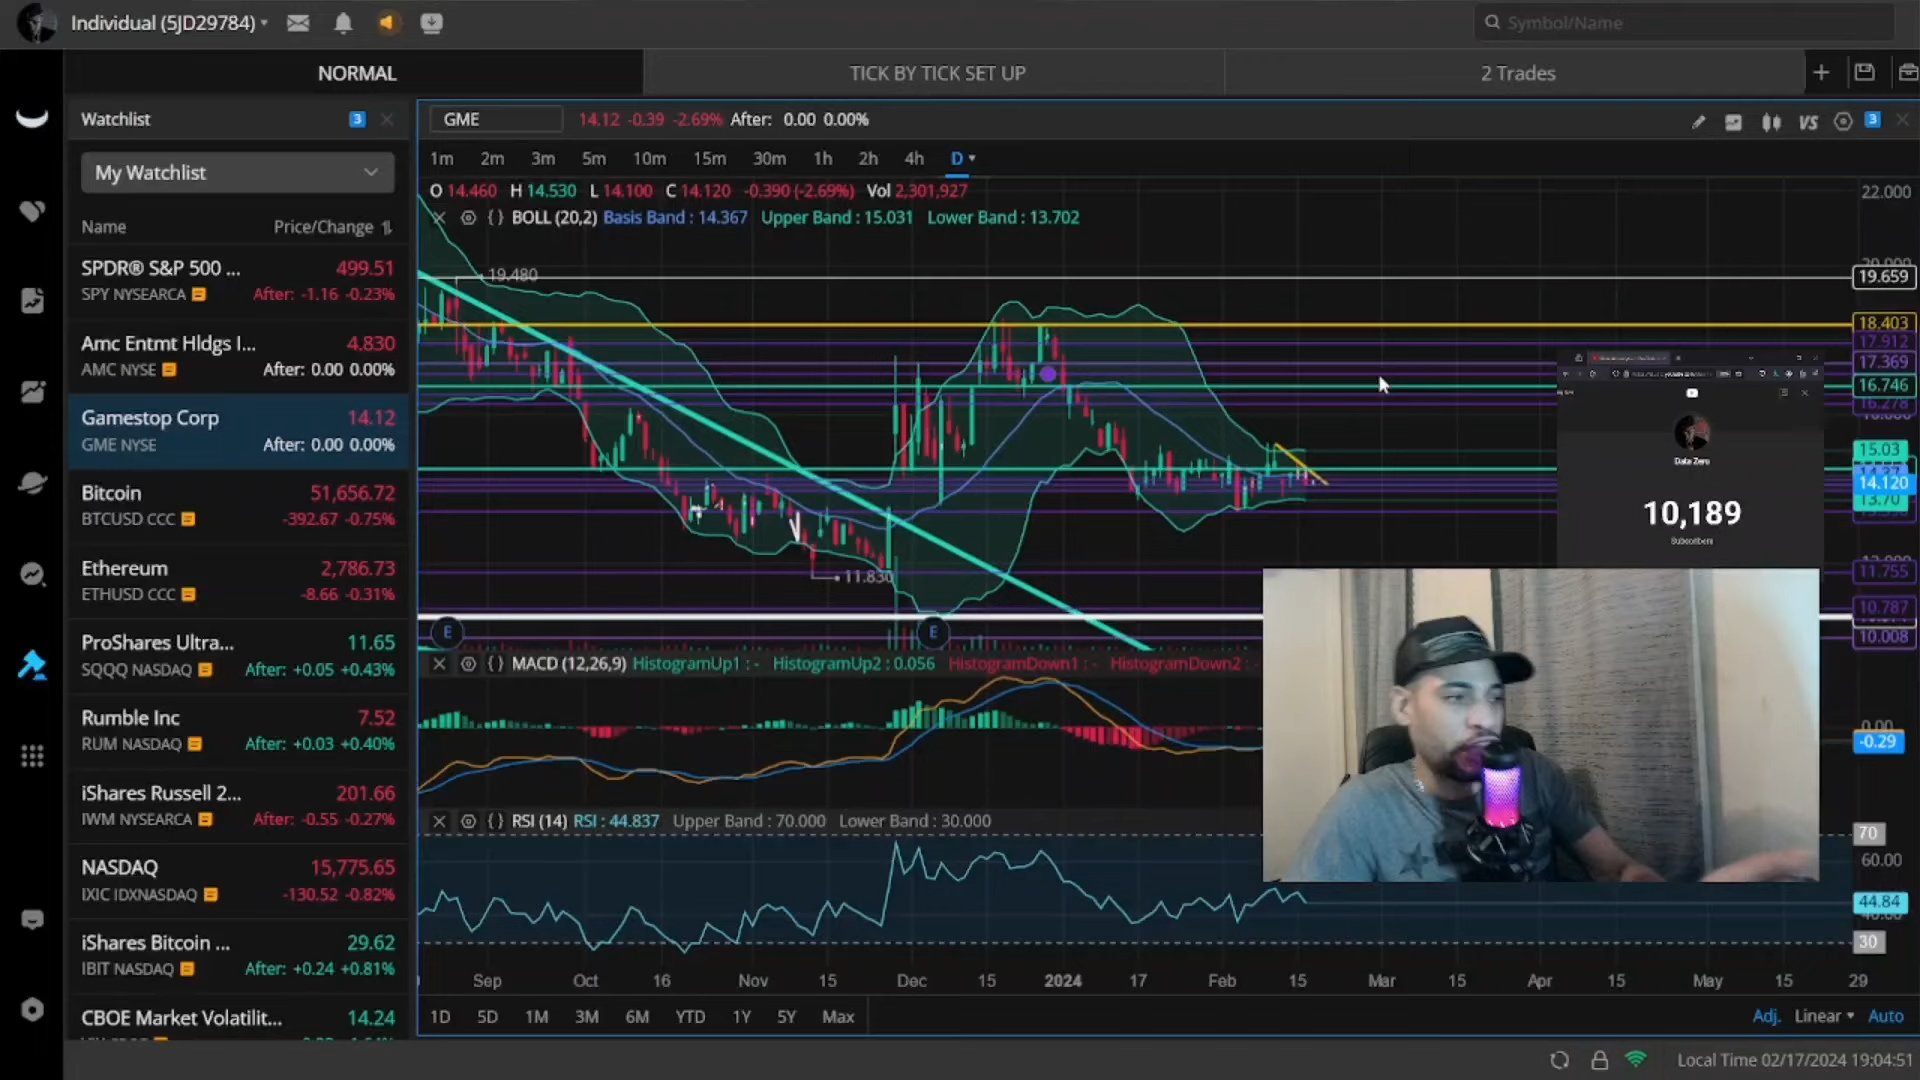 Individual (5JD29784)
Symbol/Name
NORMAL
TICK BY TICK SET UP
2 Trades
Watchlist
3
GME
14.12 -0.39 -2.69% After: 0.00 0.00%
VS
3
My Watchlist
1m 2m 3m 5m 10m 15m 30m 1h 2h 4h D
O 14.460 H 14.530 L 14.100 C 14.120 -0.390 (-2.69%) Vol 2,301,927
BOLL (20,2) Basis Band : 14.367 Upper Band : 15.031 Lower Band : 13.702
Name Price/Change
SPDR® S&P 500 ... 499.51
SPY NYSEARCA After: -1.16 -0.23%
Amc Entmt Hldgs I... 4.830
AMC NYSE After: 0.00 0.00%
Gamestop Corp 14.12
GME NYSE After: 0.00 0.00%
Bitcoin 51,656.72
BTCUSD CCC -392.67 -0.75%
Ethereum 2,786.73
ETHUSD CCC -8.66 -0.31%
ProShares Ultra... 11.65
SQQQ NASDAQ After: +0.05 +0.43%
Rumble Inc 7.52
RUM NASDAQ After: +0.03 +0.40%
iShares Russell 2... 201.66
IWM NYSEARCA After: -0.55 -0.27%
NASDAQ 15,775.65
IXIC IDXNASDAQ -130.52 -0.82%
iShares Bitcoin ... 29.62
IBIT NASDAQ After: +0.24 +0.81%
CBOE Market Volatilit... 14.24
19.480
11.830
E
E
22.000
19.659
18.403
17.912
17.369
16.746
16.278
15.03
14.120
13.70
11.755
10.787
10.008
Data Zero
10,189
Subscribers
MACD (12,26,9) HistogramUp1 : - HistogramUp2 : 0.056 HistogramDown1 : - HistogramDown2 : -
0.00
-0.29
RSI (14) RSI : 44.837 Upper Band : 70.000 Lower Band : 30.000
70
60.00
44.84
30
Sep Oct 16 Nov 15 Dec 15 2024 17 Feb 15 Mar 15 Apr 15 May 15 29
1D 5D 1M 3M 6M YTD 1Y 5Y Max
Adj. Linear Auto
Local Time 02/17/2024 19:04:51